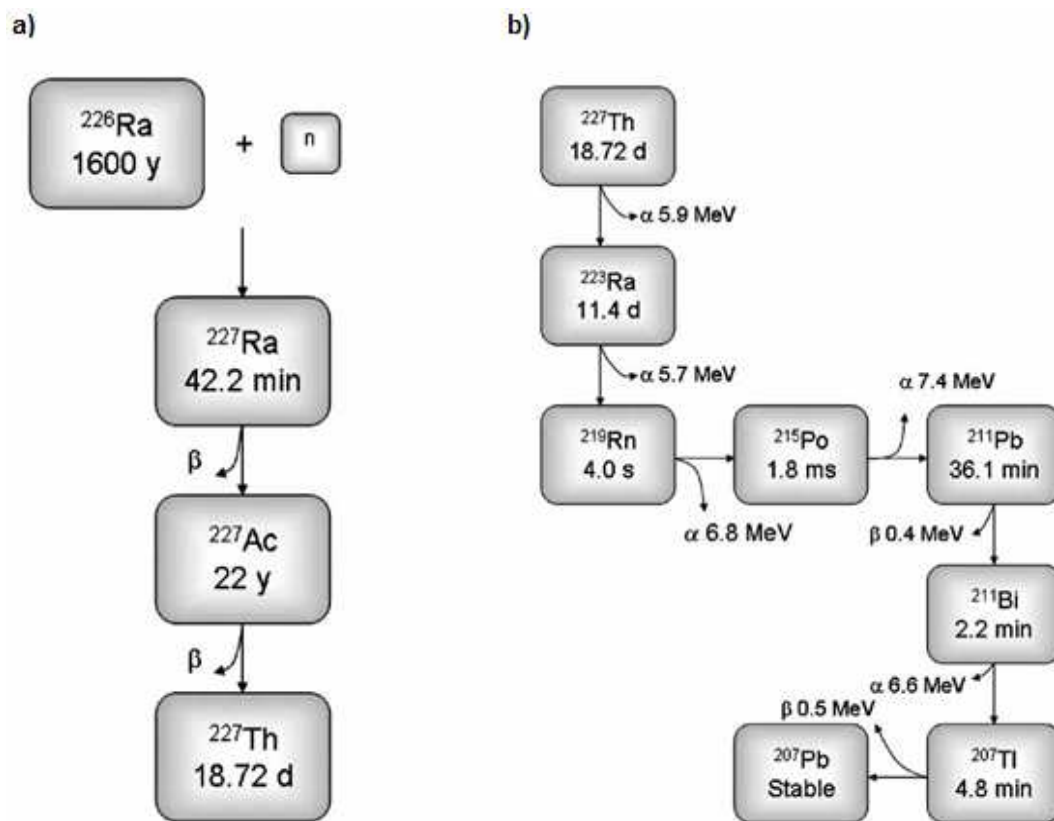 a)
²²⁶Ra
1600 y
+
n
²²⁷Ra
42.2 min
β
²²⁷Ac
22 y
β
²²⁷Th
18.72 d
b)
²²⁷Th
18.72 d
α 5.9 MeV
²²³Ra
11.4 d
α 5.7 MeV
²¹⁹Rn
4.0 s
α 6.8 MeV
²¹⁵Po
1.8 ms
α 7.4 MeV
²¹¹Pb
36.1 min
β 0.4 MeV
²¹¹Bi
2.2 min
α 6.6 MeV
²⁰⁷Tl
4.8 min
β 0.5 MeV
²⁰⁷Pb
Stable